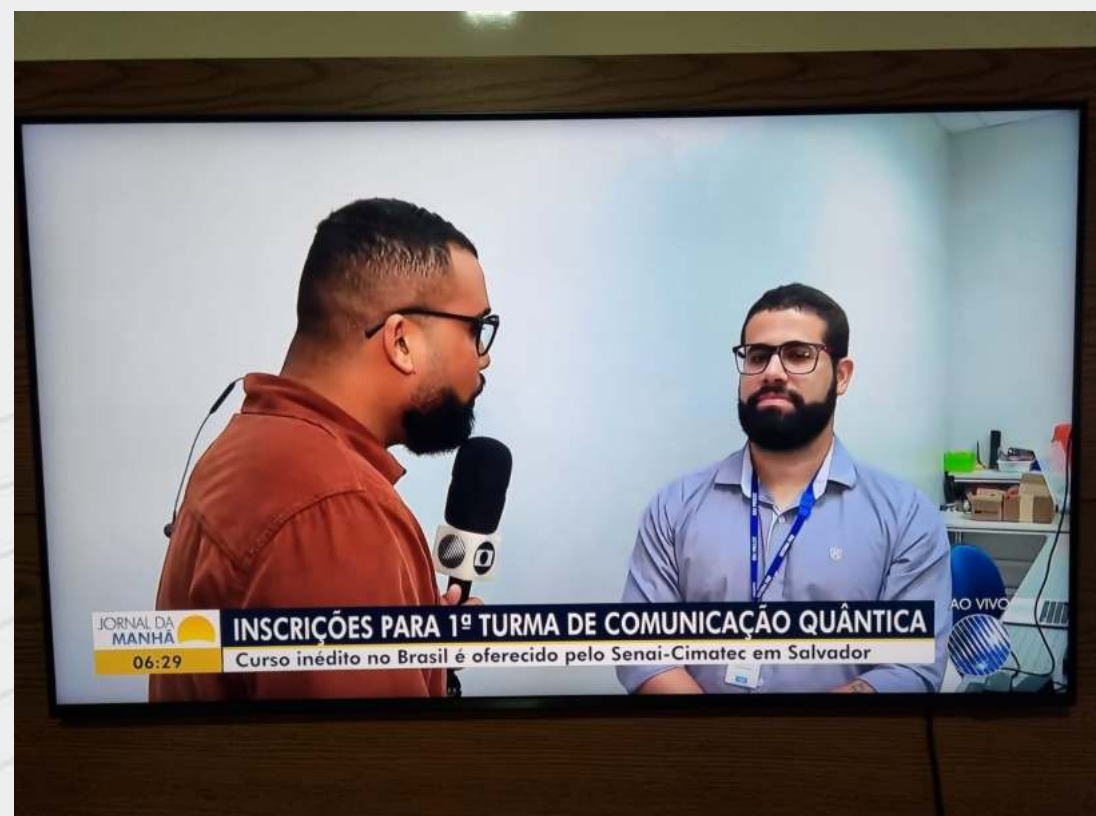 JORNAL DA
MANHÃ
06:29
INSCRIÇÕES PARA 1ª TURMA DE COMUNICAÇÃO QUÂNTICA
Curso inédito no Brasil é oferecido pelo Senai-Cimatec em Salvador
AO VIVO